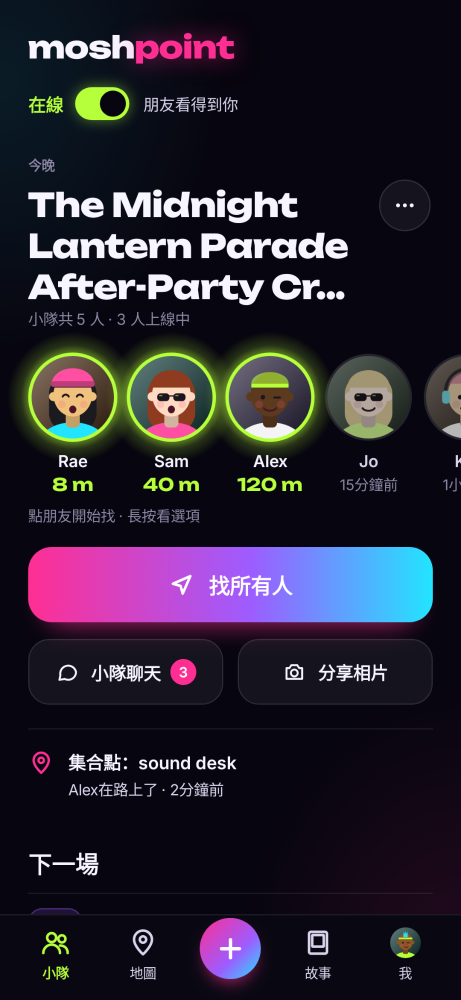 moshpoint
在線 朋友看得到你
今晚
The Midnight
Lantern Parade
After-Party Cr...
小隊共 5 人 · 3 人上線中
Rae Sam Alex Jo
8 m 40 m 120 m 15分鐘前 1小
點朋友開始找 · 長按看選項
找所有人
小隊聊天 3 分享相片
集合點：sound desk
Alex在路上了 · 2分鐘前
下一場
小隊 地圖 故事 我